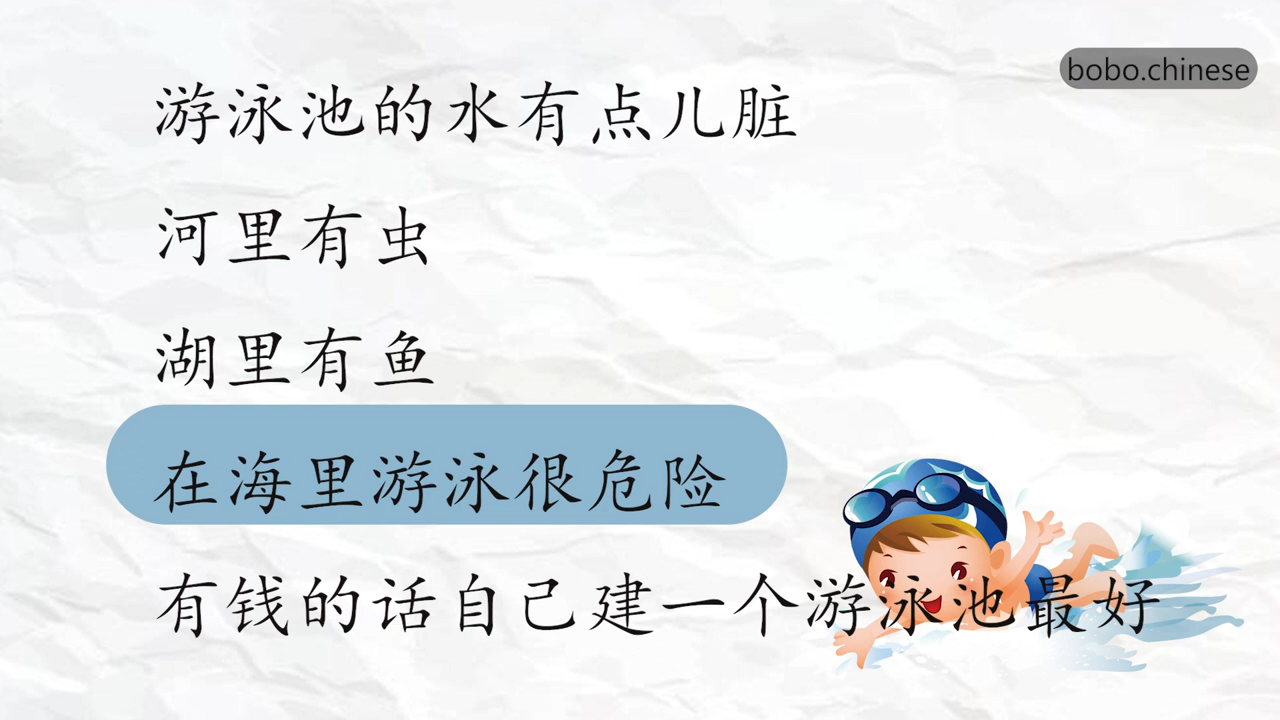 bobo.chinese
游泳池的水有点儿脏
河里有虫
湖里有鱼
在海里游泳很危险
有钱的话自己建一个游泳池最好